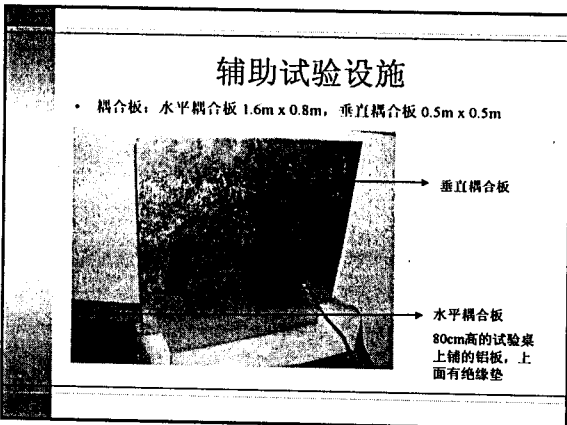 辅助试验设施
• 耦合板：水平耦合板 1.6m x 0.8m， 垂直耦合板 0.5m x 0.5m
垂直耦合板
水平耦合板
80cm高的试验桌
上铺的铝板，上
面有绝缘垫